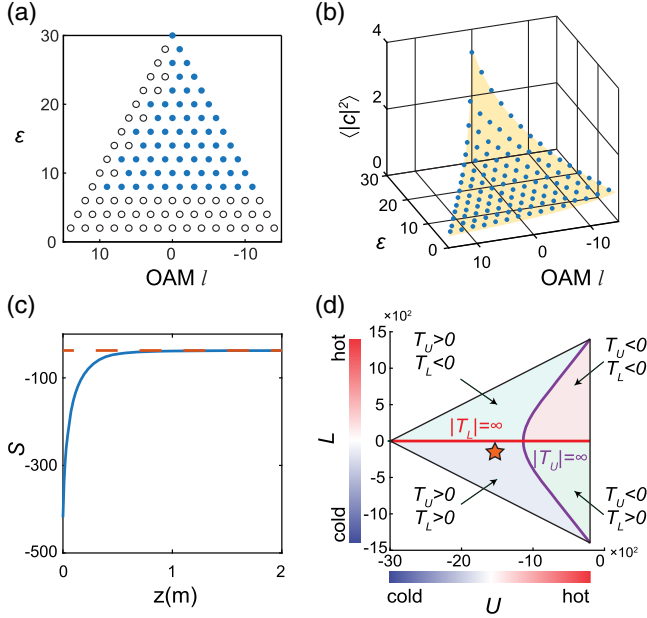 (a)
30
20
10
0
ε
10
0
-10
OAM l
(b)
4
2
0
⟨|c|²⟩
30
20
10
0
ε
10
0
-10
OAM l
(c)
-100
-300
-500
S
0
1
2
z(m)
(d)
×10²
15
10
5
0
-5
-10
-15
hot
L
cold
T_U>0
T_L<0
T_U<0
T_L<0
|T_L|=∞
|T_U|=∞
T_U>0
T_L>0
T_U<0
T_L>0
-30
-20
-10
0
×10²
cold
U
hot